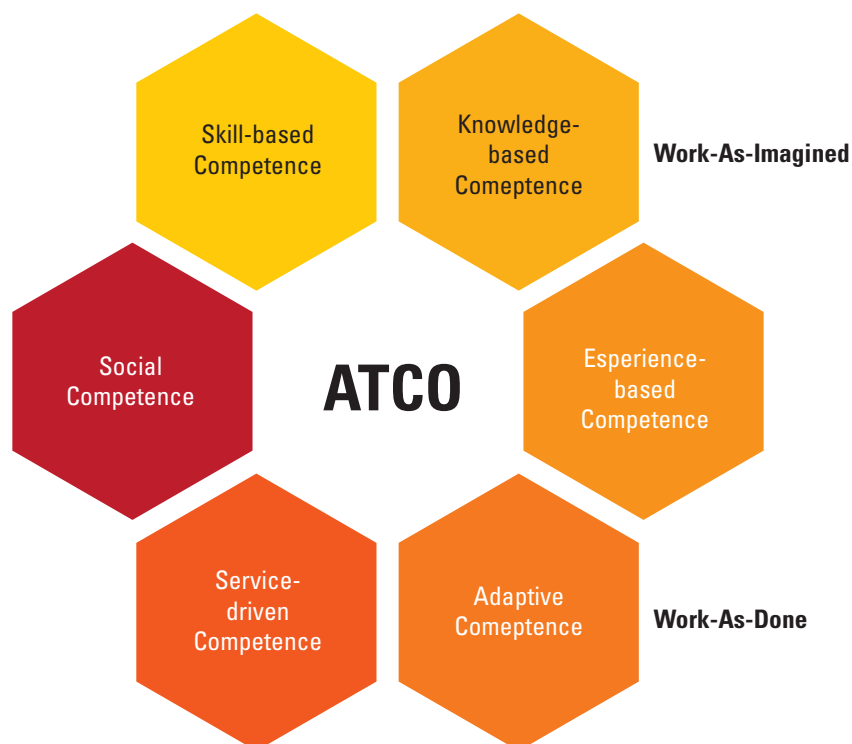 Skill-based
Competence
Knowledge-
based
Comeptence
Work-As-Imagined
Social
Competence
ATCO
Esperience-
based
Competence
Service-
driven
Competence
Adaptive
Comeptence
Work-As-Done